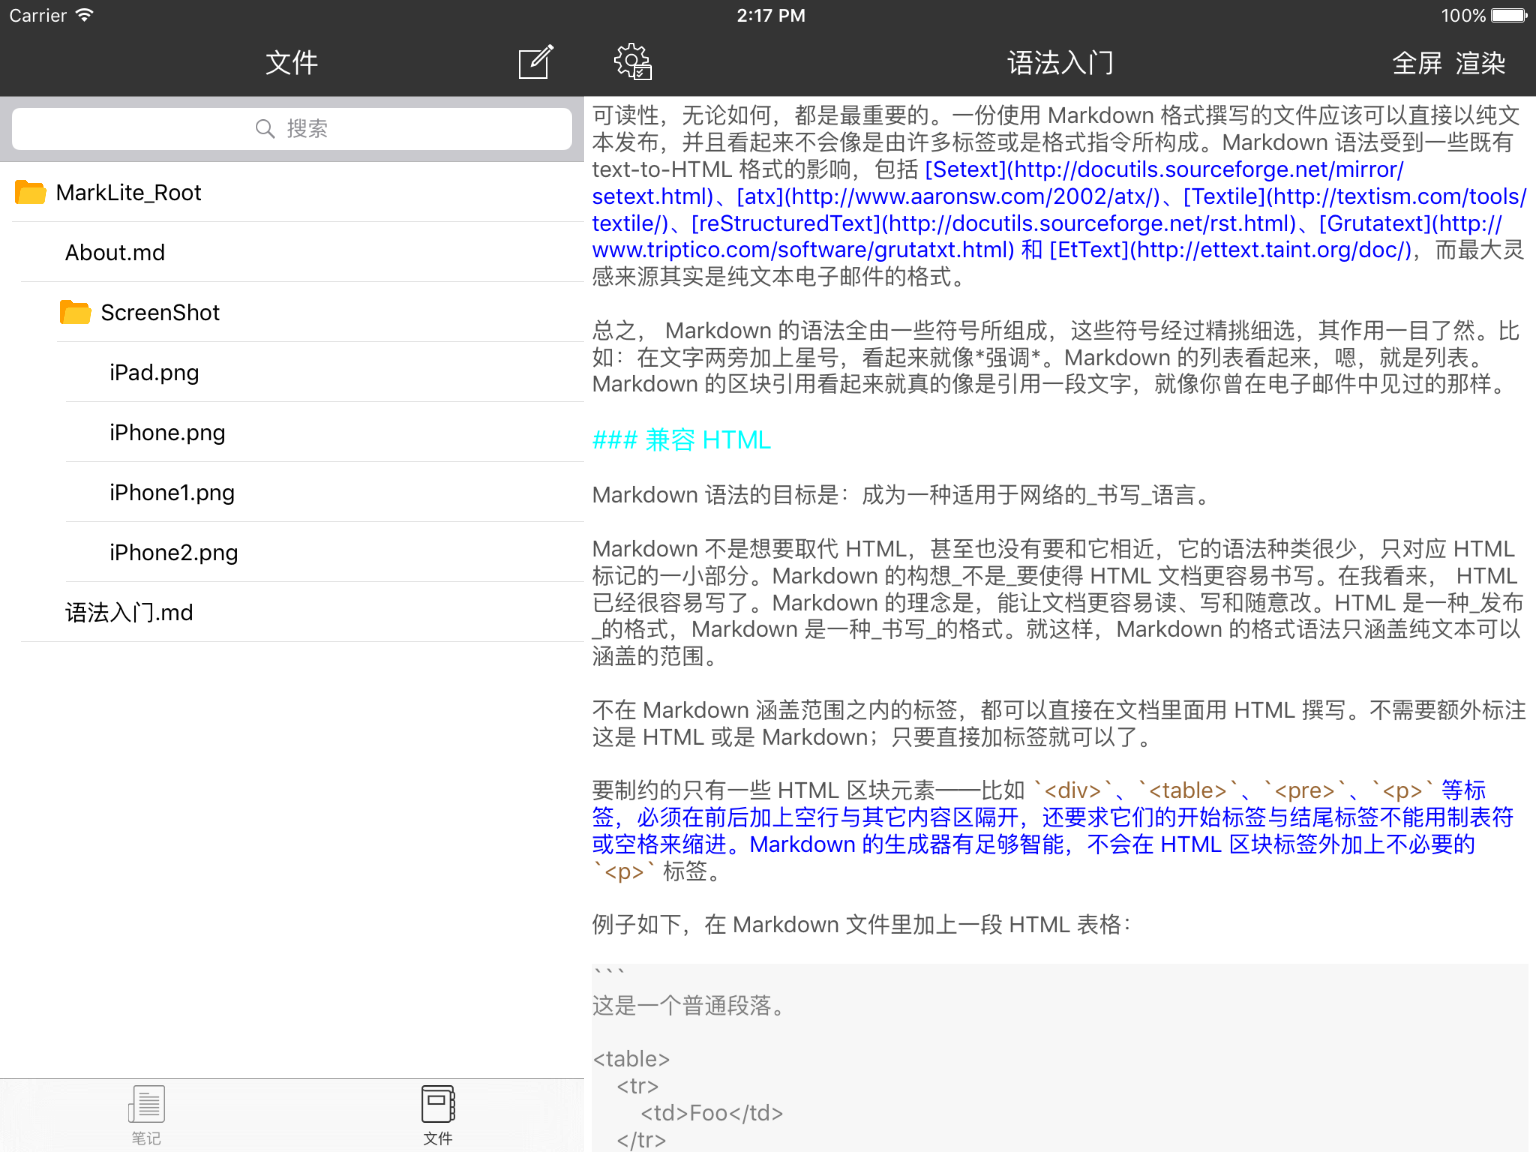 Carrier
2:17 PM
100%
文件
语法入门
全屏 渲染
搜索
MarkLite_Root
About.md
ScreenShot
iPad.png
iPhone.png
iPhone1.png
iPhone2.png
语法入门.md
笔记
文件
可读性，无论如何，都是最重要的。一份使用 Markdown 格式撰写的文件应该可以直接以纯文
本发布，并且看起来不会像是由许多标签或是格式指令所构成。Markdown 语法受到一些既有
text-to-HTML 格式的影响，包括 [Setext](http://docutils.sourceforge.net/mirror/
setext.html)、[atx](http://www.aaronsw.com/2002/atx/)、[Textile](http://textism.com/tools/
textile/)、[reStructuredText](http://docutils.sourceforge.net/rst.html)、[Grutatext](http://
www.triptico.com/software/grutatxt.html) 和 [EtText](http://ettext.taint.org/doc/)，而最大灵
感来源其实是纯文本电子邮件的格式。
总之， Markdown 的语法全由一些符号所组成，这些符号经过精挑细选，其作用一目了然。比
如：在文字两旁加上星号，看起来就像*强调*。Markdown 的列表看起来，嗯，就是列表。
Markdown 的区块引用看起来就真的像是引用一段文字，就像你曾在电子邮件中见过的那样。
### 兼容 HTML
Markdown 语法的目标是：成为一种适用于网络的_书写_语言。
Markdown 不是想要取代 HTML，甚至也没有要和它相近，它的语法种类很少，只对应 HTML
标记的一小部分。Markdown 的构想_不是_要使得 HTML 文档更容易书写。在我看来， HTML
已经很容易写了。Markdown 的理念是，能让文档更容易读、写和随意改。HTML 是一种_发布
_的格式，Markdown 是一种_书写_的格式。就这样，Markdown 的格式语法只涵盖纯文本可以
涵盖的范围。
不在 Markdown 涵盖范围之内的标签，都可以直接在文档里面用 HTML 撰写。不需要额外标注
这是 HTML 或是 Markdown；只要直接加标签就可以了。
要制约的只有一些 HTML 区块元素――比如 `<div>`、`<table>`、`<pre>`、`<p>` 等标
签，必须在前后加上空行与其它内容区隔开，还要求它们的开始标签与结尾标签不能用制表符
或空格来缩进。Markdown 的生成器有足够智能，不会在 HTML 区块标签外加上不必要的
`<p>` 标签。
例子如下，在 Markdown 文件里加上一段 HTML 表格：
```
这是一个普通段落。
<table>
<tr>
<td>Foo</td>
</tr>